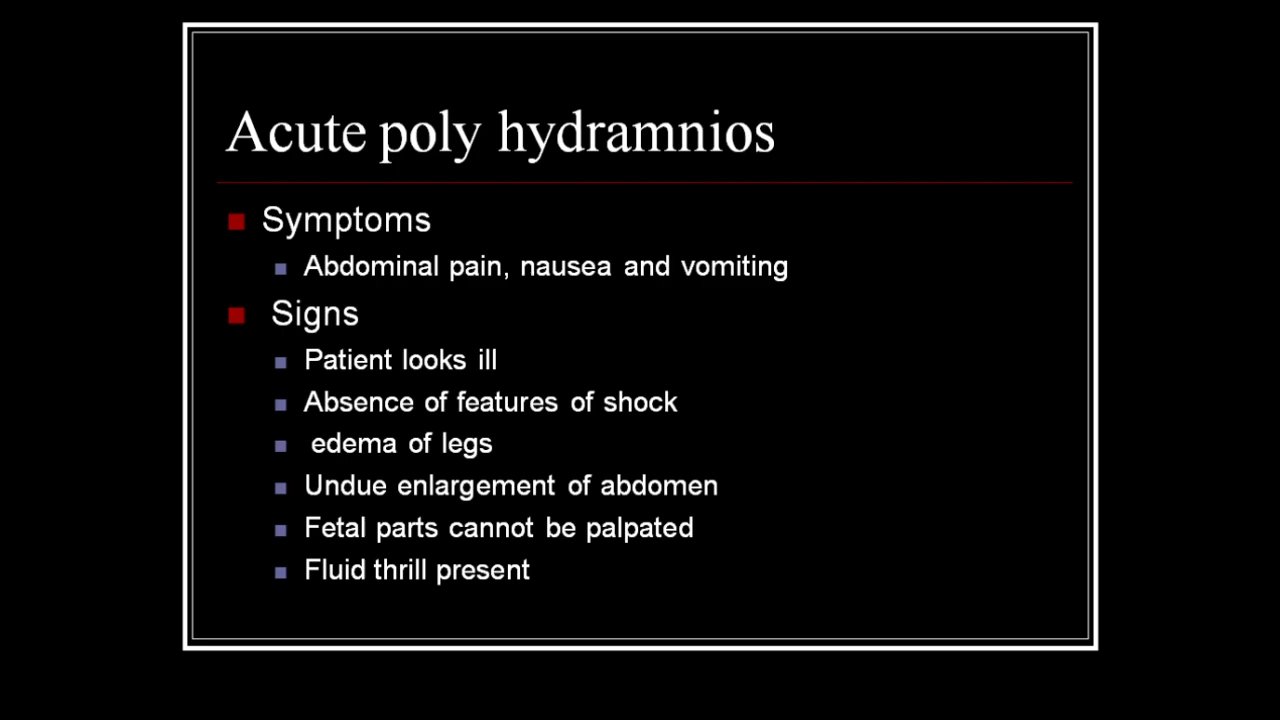 Acute poly hydramnios
Symptoms
Abdominal pain, nausea and vomiting
Signs
Patient looks ill
Absence of features of shock
edema of legs
Undue enlargement of abdomen
Fetal parts cannot be palpated
Fluid thrill present